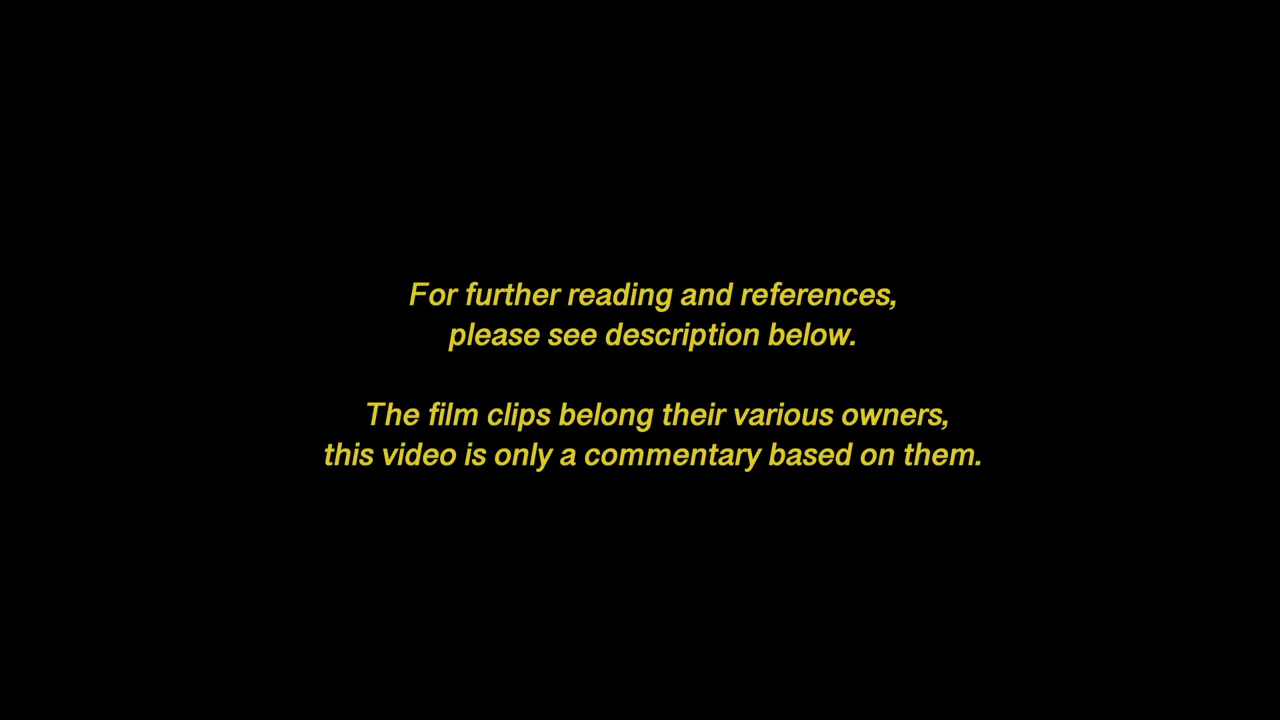 For further reading and references,
please see description below.
The film clips belong their various owners,
this video is only a commentary based on them.